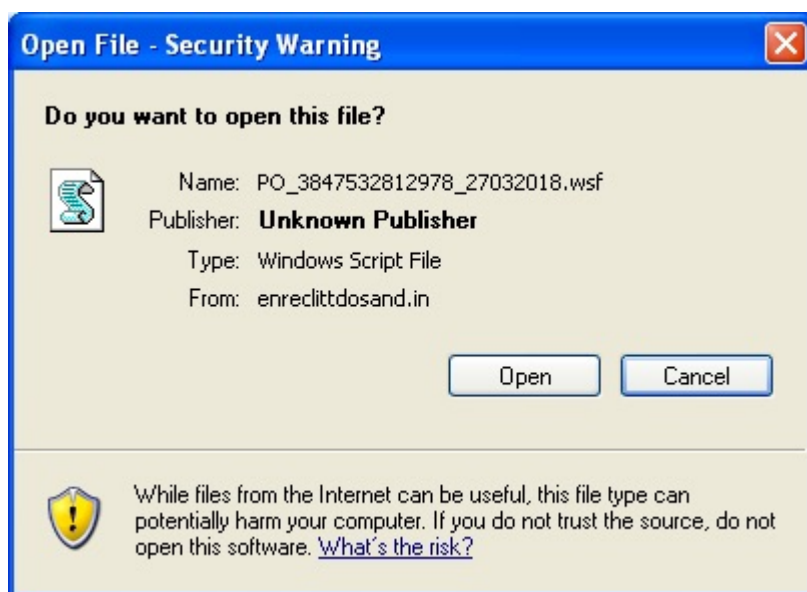 Open File - Security Warning
Do you want to open this file?
Name: PO_3847532812978_27032018.wsf
Publisher: Unknown Publisher
Type: Windows Script File
From: enreclittdosand.in
Open Cancel
While files from the Internet can be useful, this file type can
potentially harm your computer. If you do not trust the source, do not
open this software. What's the risk?